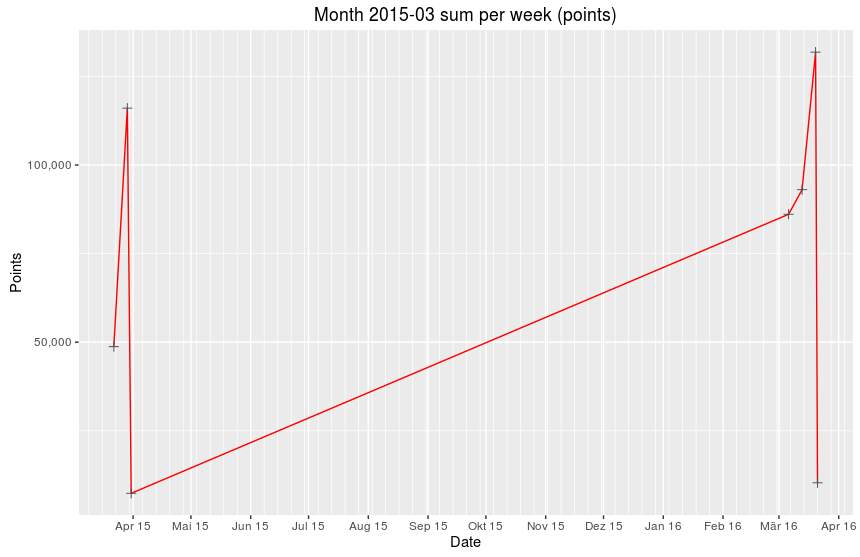 Month 2015-03 sum per week (points)
Points
100,000
50,000
Apr 15 Mai 15 Jun 15 Jul 15 Aug 15 Sep 15 Okt 15 Nov 15 Dez 15 Jan 16 Feb 16 Mär 16 Apr 16
Date